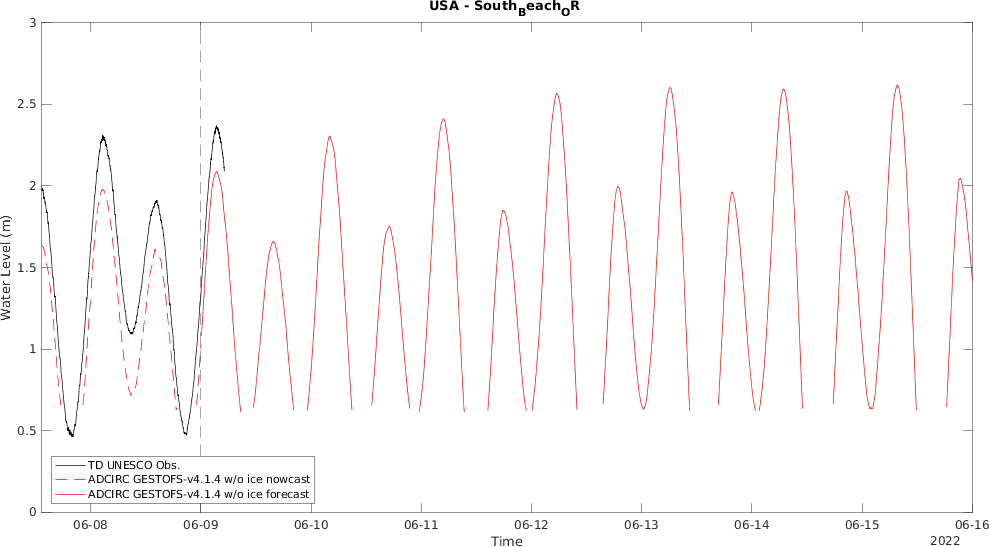 USA - South_Beach_OR
3
2.5
2
1.5
1
0.5
0
Water Level (m)
TD UNESCO Obs.
ADCIRC GESTOFS-v4.1.4 w/o ice nowcast
ADCIRC GESTOFS-v4.1.4 w/o ice forecast
06-08 06-09 06-10 06-11 06-12 06-13 06-14 06-15 06-16
Time
2022